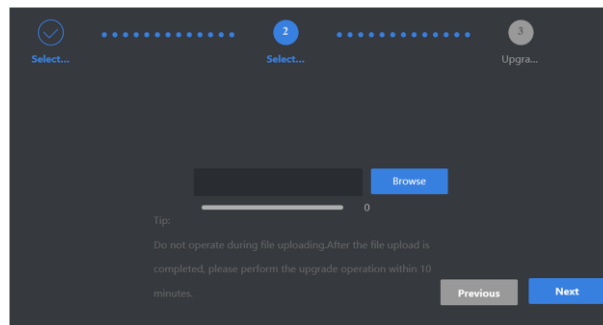 2
3
Select...
Select...
Upgra...
Browse
0
Tip:
Do not operate during file uploading.After the file upload is
completed, please perform the upgrade operation within 10
minutes.
Previous
Next